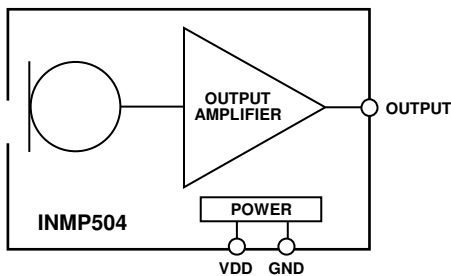 OUTPUT
AMPLIFIER
OUTPUT
POWER
INMP504
VDD GND